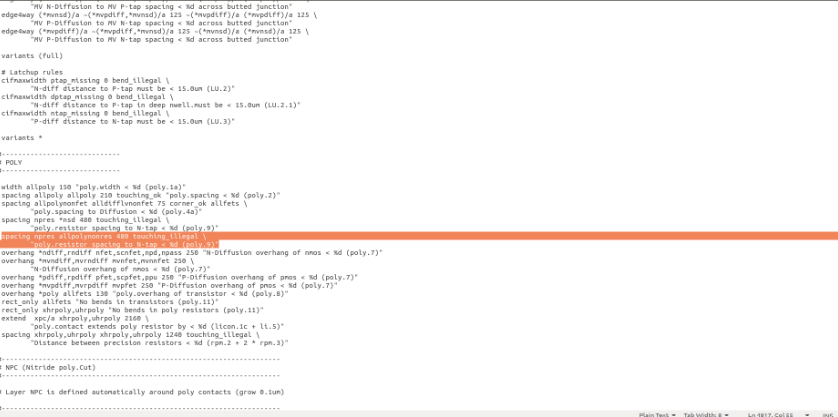 "MV N-Diffusion to MV P-tap spacing < %d across butted junction"
edge4way (*mvnsd)/a ~(*mvpdiff,*mvnsd)/a 125 ~(*mvpdiff)/a (*mvpdiff)/a 125 \
"MV P-Diffusion to MV N-tap spacing < %d across butted junction"
edge4way (*mvpdiff)/a ~(*mvpdiff,*mvnsd)/a 125 ~(*mvnsd)/a (*mvnsd)/a 125 \
"MV P-Diffusion to MV N-tap spacing < %d across butted junction"
variants (full)
# Latchup rules
cifmaxwidth ptap_missing 0 bend_illegal \
"N-diff distance to P-tap must be < 15.0um (LU.2)"
cifmaxwidth dptap_missing 0 bend_illegal \
"N-diff distance to P-tap in deep nwell.must be < 15.0um (LU.2.1)"
cifmaxwidth ntap_missing 0 bend_illegal \
"P-diff distance to N-tap must be < 15.0um (LU.3)"
variants *
#-----------------------------
# POLY
#-----------------------------
width allpoly 150 "poly.width < %d (poly.1a)"
spacing allpoly allpoly 210 touching_ok "poly.spacing < %d (poly.2)"
spacing allpolynonfet alldifflvnonfet 75 corner_ok allfets \
"poly.spacing to Diffusion < %d (poly.4a)"
spacing npres *nsd 480 touching_illegal \
"poly.resistor spacing to N-tap < %d (poly.9)"
spacing npres allpolynonres 480 touching_illegal \
"poly.resistor spacing to N-tap < %d (poly.9)"
overhang *ndiff,rndiff nfet,scnfet,npd,npass 250 "N-Diffusion overhang of nmos < %d (poly.7)"
overhang *mvndiff,mvrndiff mvnfet,mvnnfet 250 \
"N-Diffusion overhang of nmos < %d (poly.7)"
overhang *pdiff,rpdiff pfet,scpfet,ppu 250 "P-Diffusion overhang of pmos < %d (poly.7)"
overhang *mvpdiff,mvrpdiff mvpfet 250 "P-Diffusion overhang of pmos < %d (poly.7)"
overhang *poly allfets 130 "poly.overhang of transistor < %d (poly.8)"
rect_only allfets "No bends in transistors (poly.11)"
rect_only xhrpoly,uhrpoly "No bends in poly resistors (poly.11)"
extend xpc/a xhrpoly,uhrpoly 2160 \
"poly.contact extends poly resistor by < %d (licon.1c + li.5)"
spacing xhrpoly,uhrpoly xhrpoly,uhrpoly 1240 touching_illegal \
"Distance between precision resistors < %d (rpm.2 + 2 * rpm.3)"
#--------------------------------------------------------------------
# NPC (Nitride poly.Cut)
#--------------------------------------------------------------------
# Layer NPC is defined automatically around poly contacts (grow 0.1um)
#--------------------------------------------------------------------
Plain Text Tab Width: 8 Ln 4817, Col 55 INS